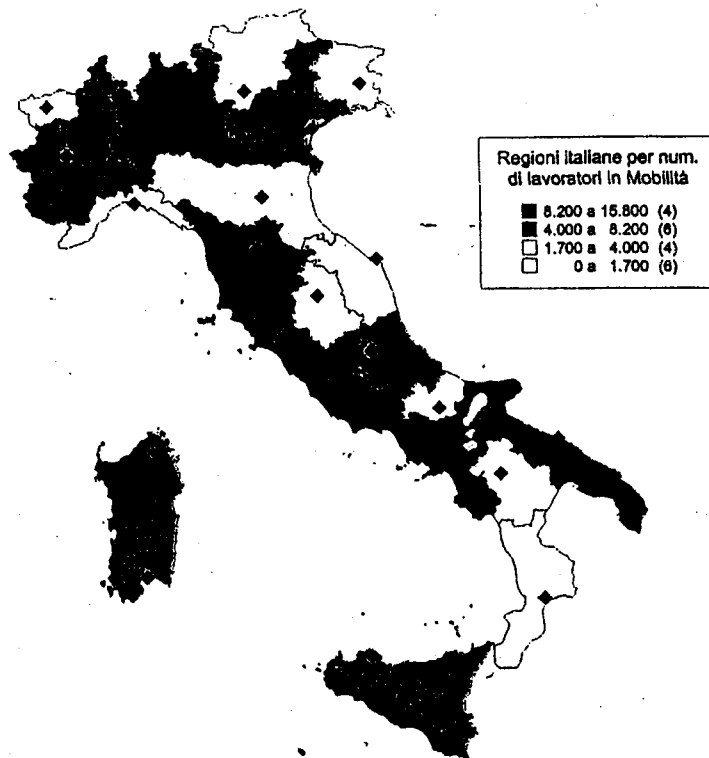 Regioni italiane per num.
di lavoratori in Mobilità
8.200 a 15.800 (4)
4.000 a 8.200 (6)
1.700 a 4.000 (4)
0 a 1.700 (6)